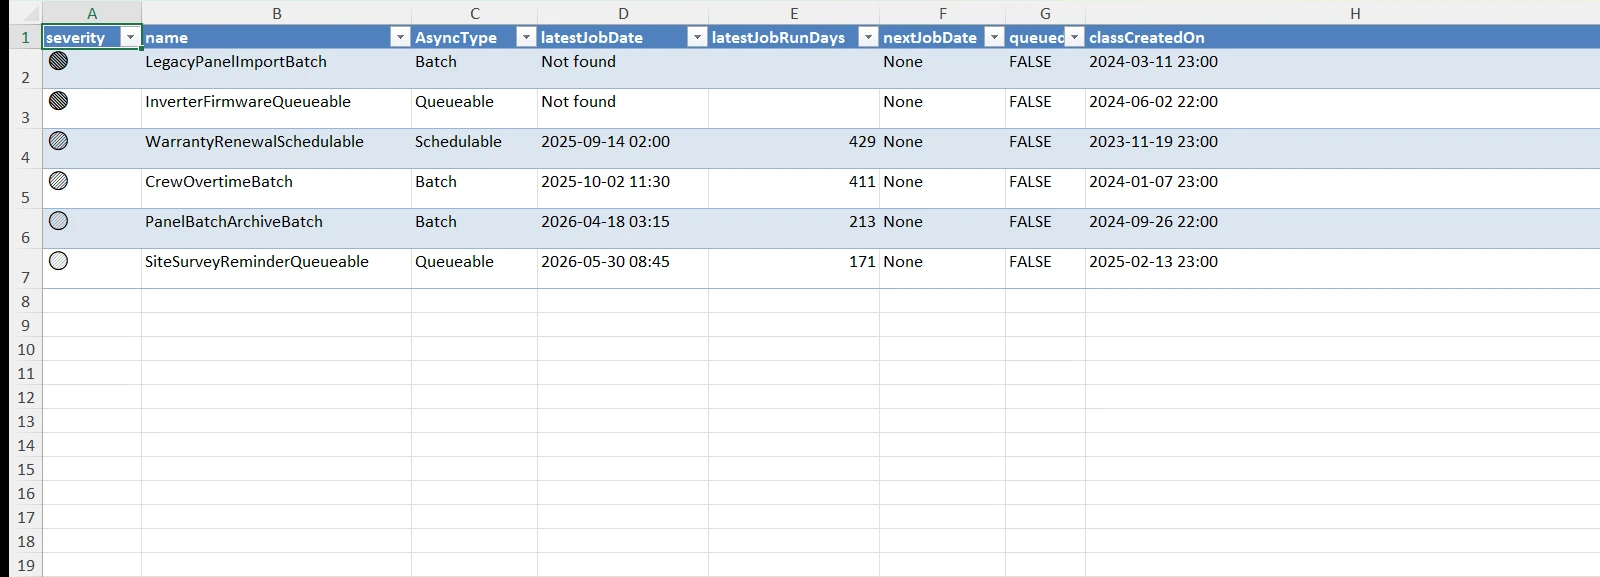 A B C D E F G H
1 severity name AsyncType latestJobDate latestJobRunDays nextJobDate queued classCreatedOn
2 LegacyPanelImportBatch Batch Not found None FALSE 2024-03-11 23:00
3 InverterFirmwareQueueable Queueable Not found None FALSE 2024-06-02 22:00
4 WarrantyRenewalSchedulable Schedulable 2025-09-14 02:00 429 None FALSE 2023-11-19 23:00
5 CrewOvertimeBatch Batch 2025-10-02 11:30 411 None FALSE 2024-01-07 23:00
6 PanelBatchArchiveBatch Batch 2026-04-18 03:15 213 None FALSE 2024-09-26 22:00
7 SiteSurveyReminderQueueable Queueable 2026-05-30 08:45 171 None FALSE 2025-02-13 23:00
8
9
10
11
12
13
14
15
16
17
18
19